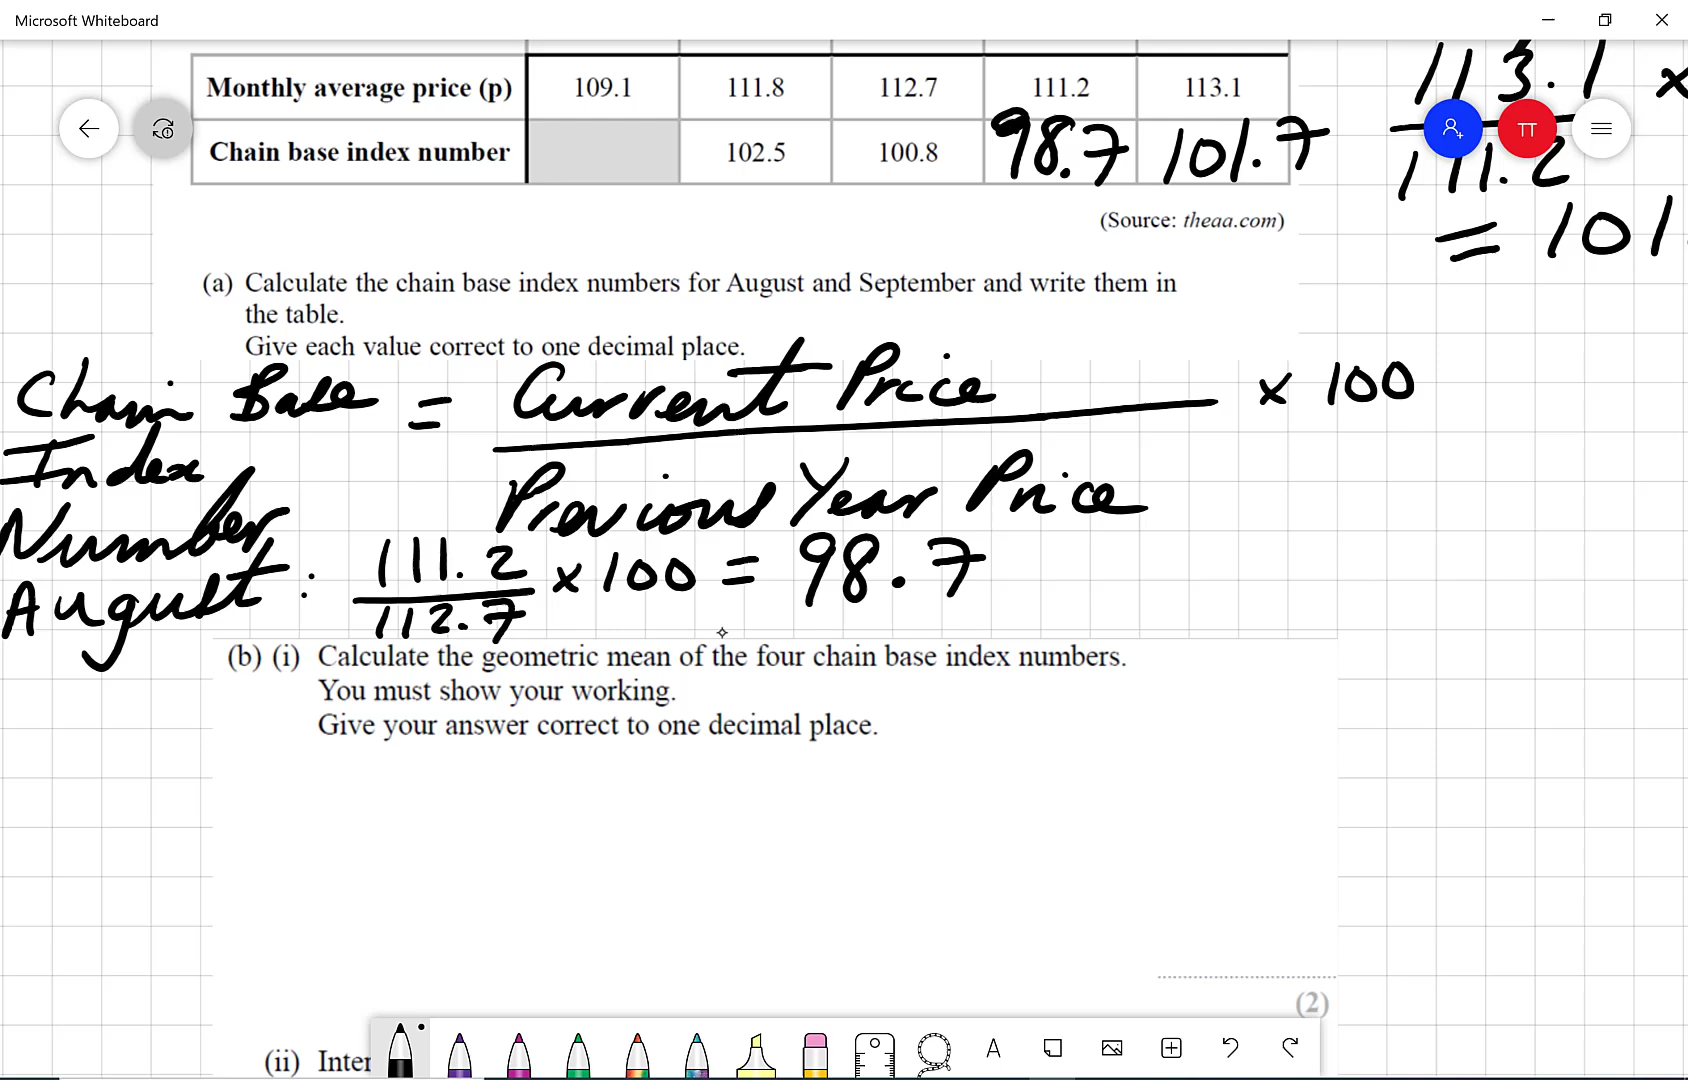 Microsoft Whiteboard
Monthly average price (p) 109.1 111.8 112.7 111.2 113.1
Chain base index number 102.5 100.8 98.7 101.7
113.1 ×
111.2
= 101.
(Source: theaa.com)
(a) Calculate the chain base index numbers for August and September and write them in
the table.
Give each value correct to one decimal place.
Chain Base = Current Price × 100
Index
Previous Year Price
Number
August : 111.2 × 100 = 98.7
112.7
(b) (i) Calculate the geometric mean of the four chain base index numbers.
You must show your working.
Give your answer correct to one decimal place.
(2)
(ii) Inter
TT
A